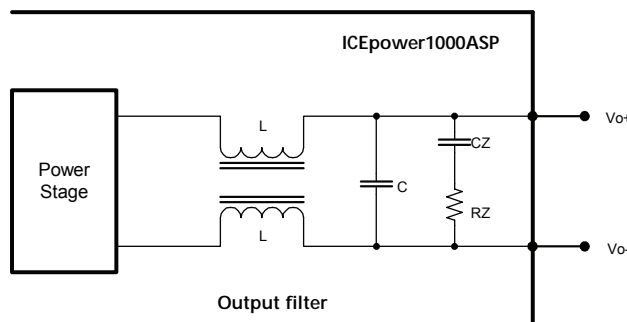 ICEpower1000ASP
L
Vo+
CZ
Power
Stage
C
RZ
L
Vo-
Output filter